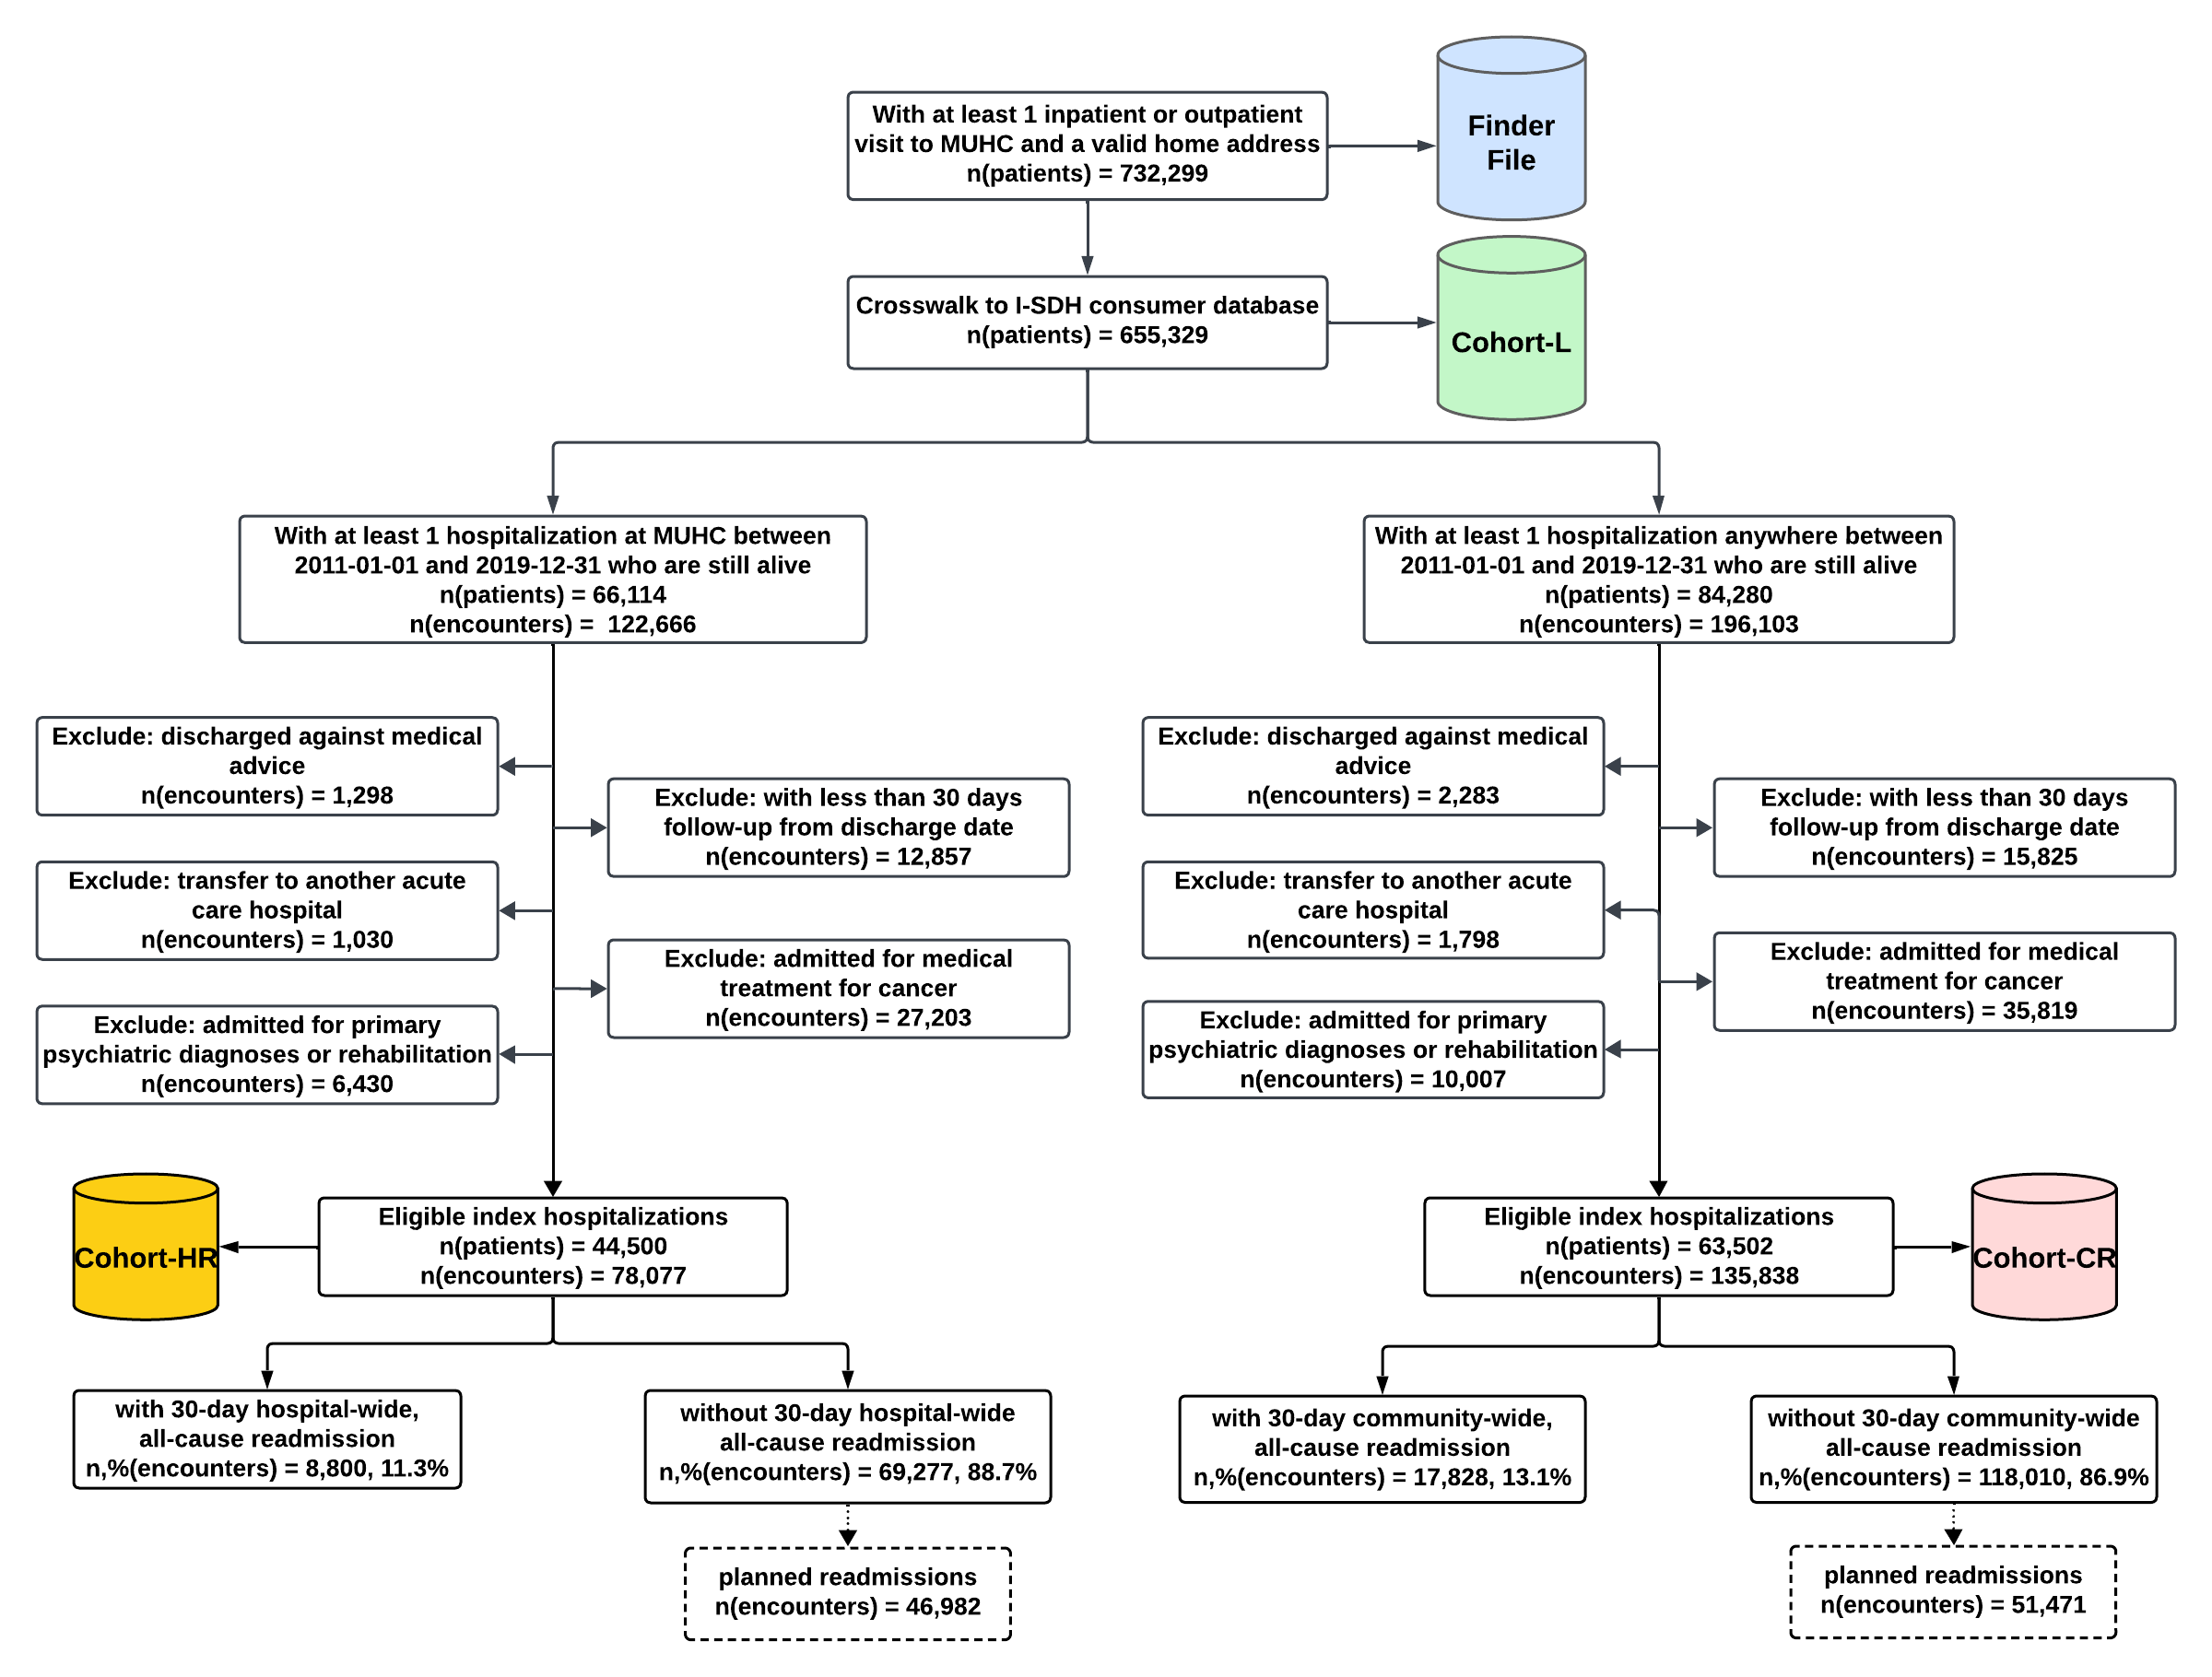 With at least 1 inpatient or outpatient
visit to MUHC and a valid home address
n(patients) = 732,299
Finder
File
Crosswalk to I-SDH consumer database
n(patients) = 655,329
Cohort-L
With at least 1 hospitalization at MUHC between
2011-01-01 and 2019-12-31 who are still alive
n(patients) = 66,114
n(encounters) =  122,666
With at least 1 hospitalization anywhere between
2011-01-01 and 2019-12-31 who are still alive
n(patients) = 84,280
n(encounters) = 196,103
Exclude: discharged against medical
advice
n(encounters) = 1,298
Exclude: with less than 30 days
follow-up from discharge date
n(encounters) = 12,857
Exclude: transfer to another acute
care hospital
n(encounters) = 1,030
Exclude: admitted for medical
treatment for cancer
n(encounters) = 27,203
Exclude: admitted for primary
psychiatric diagnoses or rehabilitation
n(encounters) = 6,430
Exclude: discharged against medical
advice
n(encounters) = 2,283
Exclude: with less than 30 days
follow-up from discharge date
n(encounters) = 15,825
Exclude: transfer to another acute
care hospital
n(encounters) = 1,798
Exclude: admitted for medical
treatment for cancer
n(encounters) = 35,819
Exclude: admitted for primary
psychiatric diagnoses or rehabilitation
n(encounters) = 10,007
Cohort-HR
Eligible index hospitalizations
n(patients) = 44,500
n(encounters) = 78,077
Eligible index hospitalizations
n(patients) = 63,502
n(encounters) = 135,838
Cohort-CR
with 30-day hospital-wide,
all-cause readmission
n,%(encounters) = 8,800, 11.3%
without 30-day hospital-wide
all-cause readmission
n,%(encounters) = 69,277, 88.7%
with 30-day community-wide,
all-cause readmission
n,%(encounters) = 17,828, 13.1%
without 30-day community-wide
all-cause readmission
n,%(encounters) = 118,010, 86.9%
planned readmissions
n(encounters) = 46,982
planned readmissions
n(encounters) = 51,471